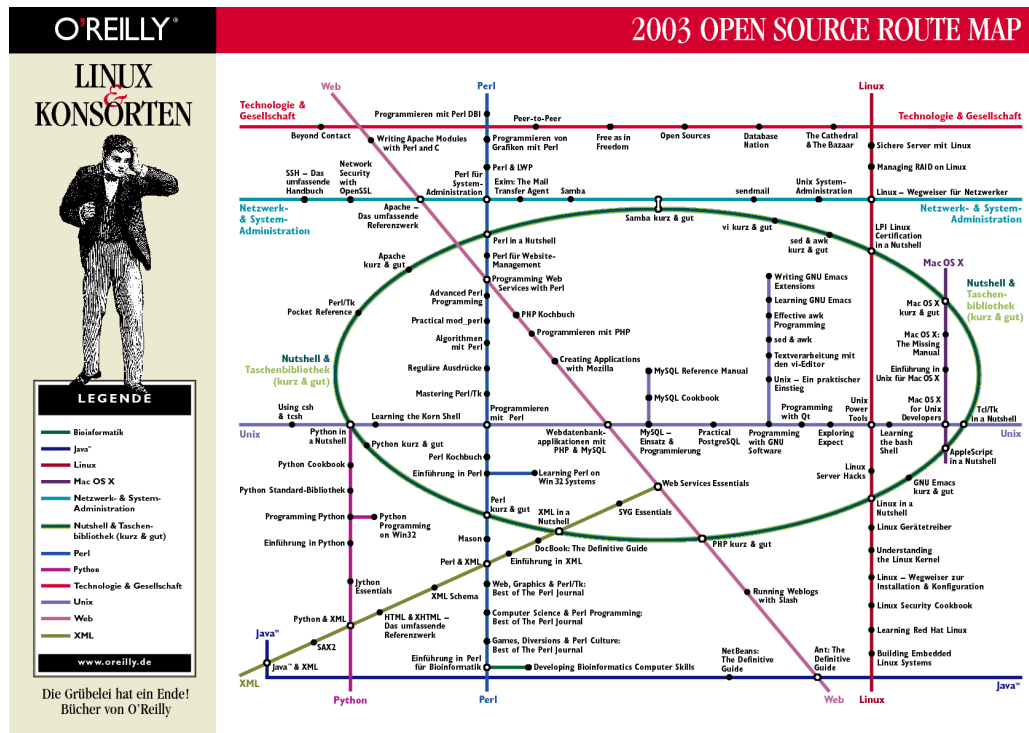 O'REILLY®
2003 OPEN SOURCE ROUTE MAP
LINUX
&
KONSORTEN
LEGENDE
Bioinformatik
Java™
Linux
Mac OS X
Netzwerk- & System-
Administration
Nutshell & Taschen-
bibliothek (kurz & gut)
Perl
Python
Technologie & Gesellschaft
Unix
Web
XML
www.oreilly.de
Die Grübelei hat ein Ende!
Bücher von O'Reilly
Web
Perl
Linux
Technologie &
Gesellschaft
Technologie & Gesellschaft
Beyond Contact
Programmieren mit Perl DBI
Peer-to-Peer
Free as in
Freedom
Open Sources
Database
Nation
The Cathedral
& The Bazaar
Writing Apache Modules
with Perl and C
Programmieren von
Grafiken mit Perl
Sichere Server mit Linux
Perl & LWP
Managing RAID on Linux
SSH – Das
umfassende
Handbuch
Network
Security
with
OpenSSL
Perl für
System-
Administration
Exim: The Mail
Transfer Agent
Samba
sendmail
Unix System-
Administration
Linux – Wegweiser für Netzwerker
Netzwerk-
& System-
Administration
Netzwerk- & System-
Administration
Apache –
Das umfassende
Referenzwerk
Samba kurz & gut
vi kurz & gut
sed & awk
kurz & gut
LPI Linux
Certification
in a Nutshell
Perl in a Nutshell
Apache
kurz & gut
Perl für Website-
Management
Mac OS X
Programming Web
Services with Perl
Writing GNU Emacs
Extensions
Nutshell &
Taschen-
bibliothek
(kurz & gut)
Perl/Tk
Pocket Reference
Advanced Perl
Programming
Learning GNU Emacs
Mac OS X
kurz & gut
PHP Kochbuch
Practical mod_perl
Effective awk
Programming
Programmieren mit PHP
Algorithmen
mit Perl
sed & awk
Mac OS X:
The Missing
Manual
Nutshell &
Taschenbibliothek
(kurz & gut)
Creating Applications
with Mozilla
Textverarbeitung mit
den vi-Editor
Reguläre Ausdrücke
MySQL Reference Manual
Einführung in
Unix für Mac OS X
Unix – Ein praktischer
Einstieg
Mastering Perl/Tk
MySQL Cookbook
Mac OS X
for Unix
Developers
Using csh
& tcsh
Learning the Korn Shell
Programmieren
mit Perl
Programming
with Qt
Unix
Power
Tools
Tcl/Tk
in a Nutshell
Unix
Unix
Python in
a Nutshell
Webdatenbank-
applikationen mit
PHP & MySQL
MySQL –
Einsatz &
Programmierung
Practical
PostgreSQL
Programming
with GNU
Software
Exploring
Expect
Learning
the bash
Shell
Python kurz & gut
AppleScript
in a Nutshell
Python Cookbook
Perl Kochbuch
Einführung in Perl
Learning Perl on
Win 32 Systems
Linux
Server Hacks
Web Services Essentials
GNU Emacs
kurz & gut
Python Standard-Bibliothek
Perl
kurz & gut
SVG Essentials
Linux in a
Nutshell
Programming Python
Python
Programming
on Win32
XML in a
Nutshell
Linux Gerätetreiber
Einführung in Python
Mason
DocBook: The Definitive Guide
PHP kurz & gut
Understanding
the Linux Kernel
Perl & XML
Einführung in XML
Jython
Essentials
XML Schema
Web, Graphics & Perl/Tk:
Best of The Perl Journal
Running Weblogs
with Slash
Linux – Wegweiser zur
Installation & Konfiguration
Python & XML
HTML & XHTML –
Das umfassende
Referenzwerk
Computer Science & Perl Programming:
Best of The Perl Journal
Linux Security Cookbook
Java™
SAX2
Games, Diversions & Perl Culture:
Best of The Perl Journal
Learning Red Hat Linux
Java™ & XML
Einführung in Perl
für Bioinformatik
Developing Bioinformatics Computer Skills
NetBeans:
The Definitive
Guide
Ant: The
Definitive
Guide
Building Embedded
Linux Systems
XML
Java™
Python
Perl
Web
Linux